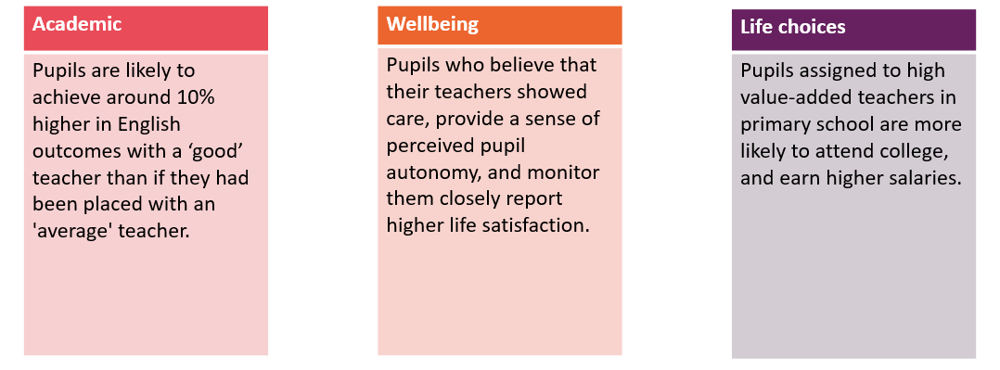 Academic
Pupils are likely to
achieve around 10%
higher in English
outcomes with a ‘good’
teacher than if they had
been placed with an
'average' teacher.
Wellbeing
Pupils who believe that
their teachers showed
care, provide a sense of
perceived pupil
autonomy, and monitor
them closely report
higher life satisfaction.
Life choices
Pupils assigned to high
value-added teachers in
primary school are more
likely to attend college,
and earn higher salaries.